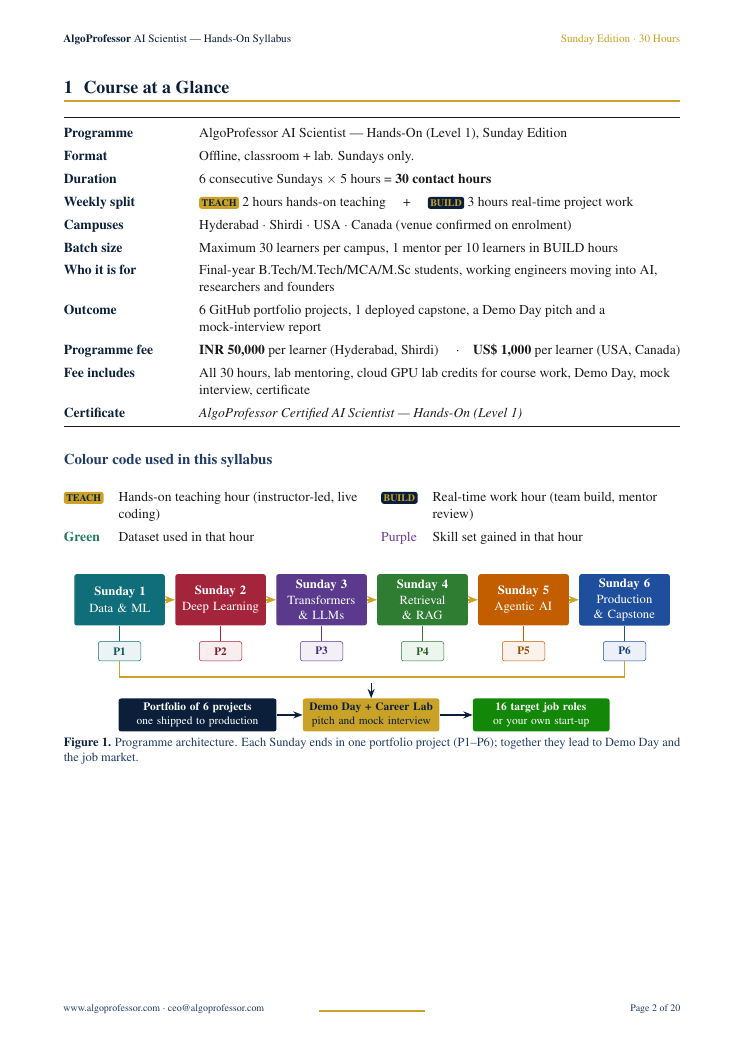 AlgoProfessor AI Scientist — Hands-On Syllabus
Sunday Edition · 30 Hours
1 Course at a Glance
Programme AlgoProfessor AI Scientist — Hands-On (Level 1), Sunday Edition
Format Offline, classroom + lab. Sundays only.
Duration 6 consecutive Sundays × 5 hours = 30 contact hours
Weekly split TEACH 2 hours hands-on teaching + BUILD 3 hours real-time project work
Campuses Hyderabad · Shirdi · USA · Canada (venue confirmed on enrolment)
Batch size Maximum 30 learners per campus, 1 mentor per 10 learners in BUILD hours
Who it is for Final-year B.Tech/M.Tech/MCA/M.Sc students, working engineers moving into AI,
researchers and founders
Outcome 6 GitHub portfolio projects, 1 deployed capstone, a Demo Day pitch and a
mock-interview report
Programme fee INR 50,000 per learner (Hyderabad, Shirdi) · US$ 1,000 per learner (USA, Canada)
Fee includes All 30 hours, lab mentoring, cloud GPU lab credits for course work, Demo Day, mock
interview, certificate
Certificate AlgoProfessor Certified AI Scientist — Hands-On (Level 1)
Colour code used in this syllabus
TEACH Hands-on teaching hour (instructor-led, live
coding)
BUILD Real-time work hour (team build, mentor
review)
Green Dataset used in that hour
Purple Skill set gained in that hour
Sunday 1
Data & ML
Sunday 2
Deep Learning
Sunday 3
Transformers
& LLMs
Sunday 4
Retrieval
& RAG
Sunday 5
Agentic AI
Sunday 6
Production
& Capstone
P1
P2
P3
P4
P5
P6
Portfolio of 6 projects
one shipped to production
Demo Day + Career Lab
pitch and mock interview
16 target job roles
or your own start-up
Figure 1. Programme architecture. Each Sunday ends in one portfolio project (P1–P6); together they lead to Demo Day and
the job market.
www.algoprofessor.com · ceo@algoprofessor.com
Page 2 of 20